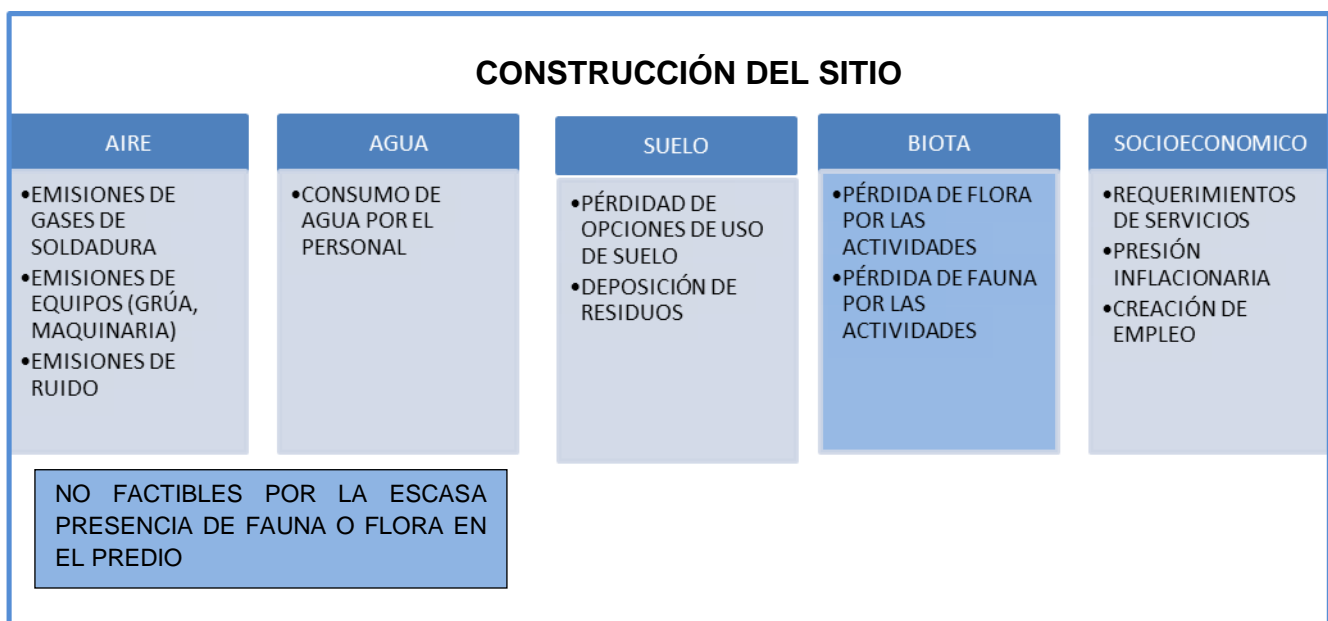 CONSTRUCCIÓN DEL SITIO
AIRE
•EMISIONES DE
GASES DE
SOLDADURA
•EMISIONES DE
EQUIPOS (GRÚA,
MAQUINARIA)
•EMISIONES DE
RUIDO
AGUA
•CONSUMO DE
AGUA POR EL
PERSONAL
SUELO
•PÉRDIDAD DE
OPCIONES DE USO
DE SUELO
•DEPOSICIÓN DE
RESIDUOS
BIOTA
•PÉRDIDA DE FLORA
POR LAS
ACTIVIDADES
•PÉRDIDA DE FAUNA
POR LAS
ACTIVIDADES
SOCIOECONOMICO
•REQUERIMIENTOS
DE SERVICIOS
•PRESIÓN
INFLACIONARIA
•CREACIÓN DE
EMPLEO
NO FACTIBLES POR LA ESCASA
PRESENCIA DE FAUNA O FLORA EN
EL PREDIO